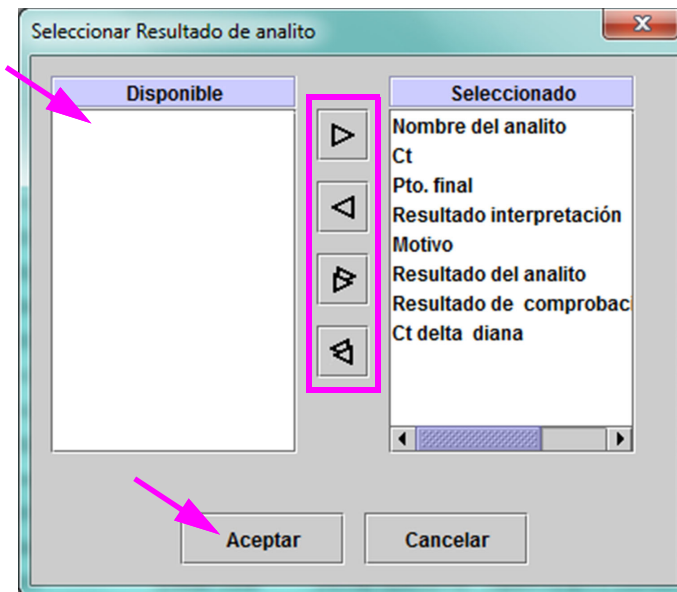 Seleccionar Resultado de analito
Disponible
Seleccionado
Nombre del analito
Ct
Pto. final
Resultado interpretación
Motivo
Resultado del analito
Resultado de comprobaci
Ct delta diana
Aceptar
Cancelar